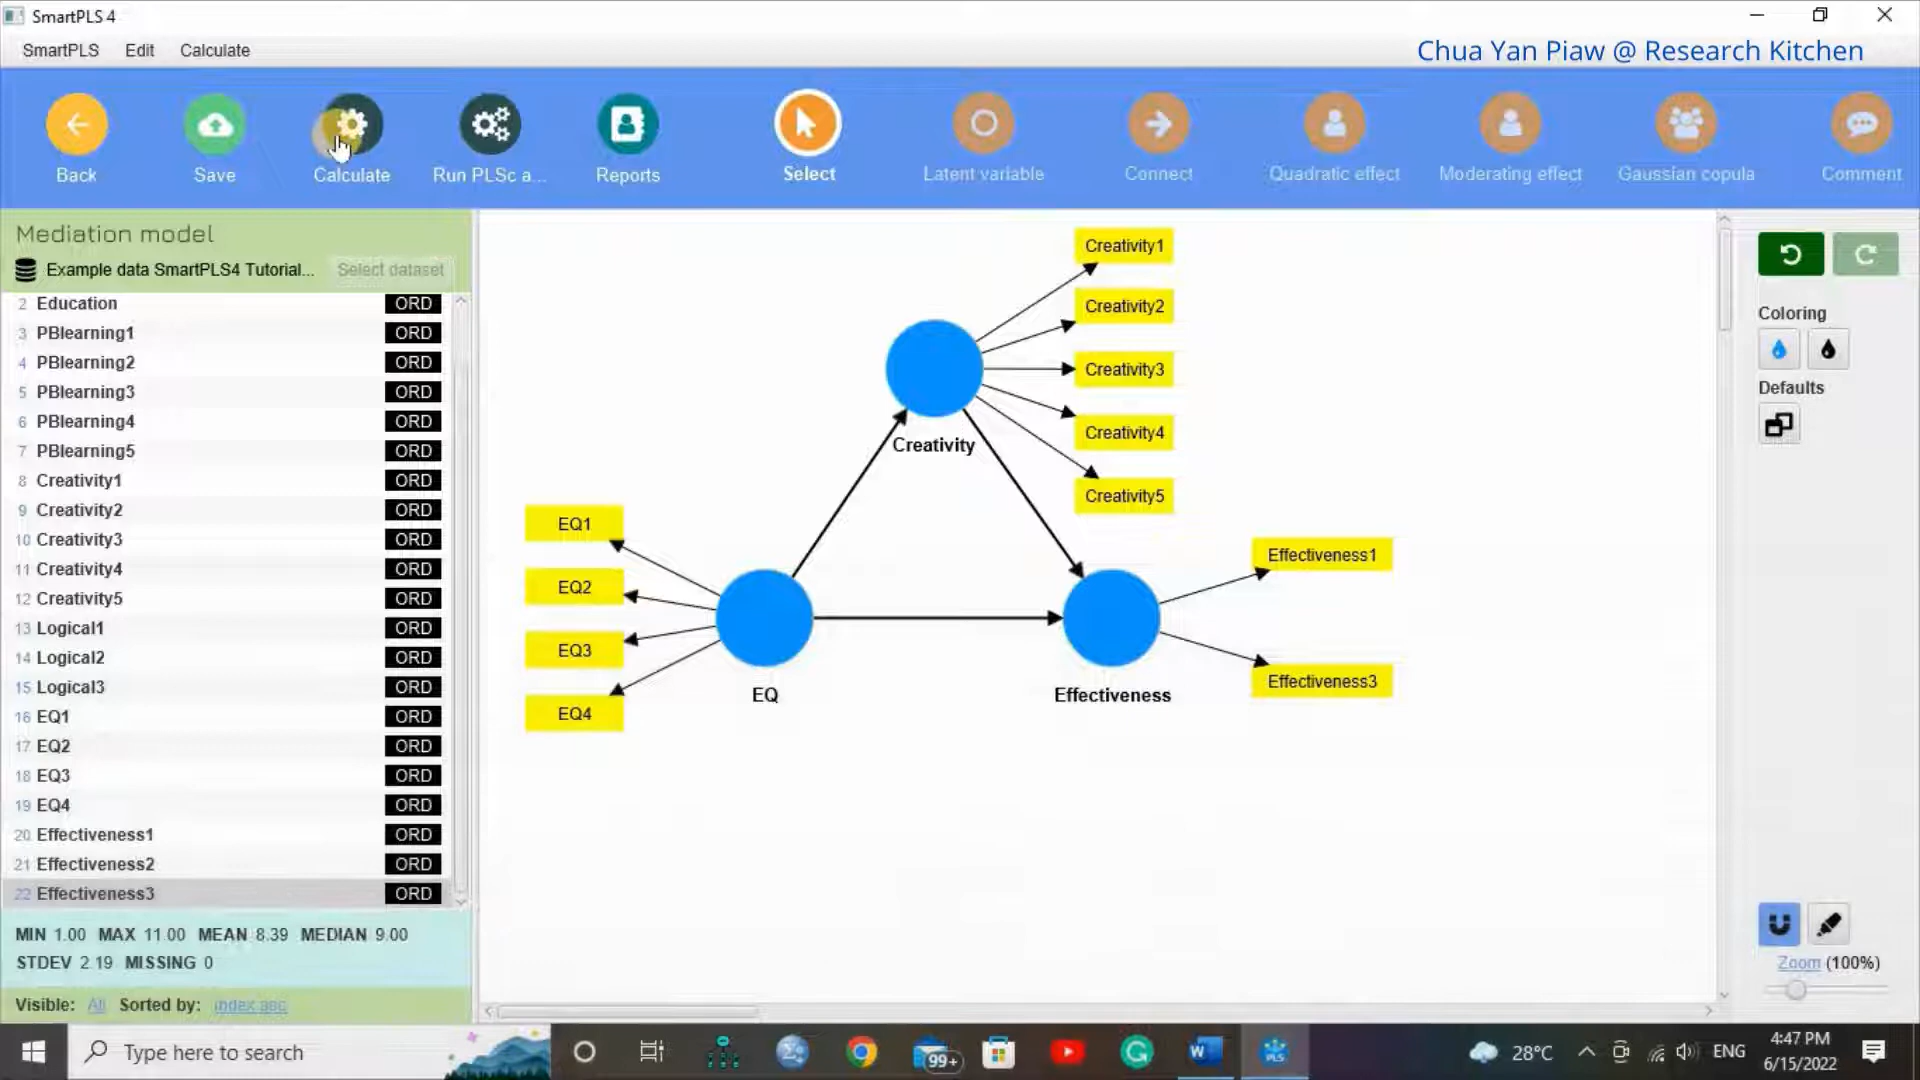 SmartPLS 4
SmartPLS Edit Calculate
Chua Yan Piaw @ Research Kitchen
Back Save Calculate Run PLSc a... Reports Select Latent variable Connect Quadratic effect Moderating effect Gaussian copula Comment
Mediation model
Example data SmartPLS4 Tutorial... Select dataset
2 Education ORD
3 PBlearning1 ORD
4 PBlearning2 ORD
5 PBlearning3 ORD
6 PBlearning4 ORD
7 PBlearning5 ORD
8 Creativity1 ORD
9 Creativity2 ORD
10 Creativity3 ORD
11 Creativity4 ORD
12 Creativity5 ORD
13 Logical1 ORD
14 Logical2 ORD
15 Logical3 ORD
16 EQ1 ORD
17 EQ2 ORD
18 EQ3 ORD
19 EQ4 ORD
20 Effectiveness1 ORD
21 Effectiveness2 ORD
22 Effectiveness3 ORD
MIN 1.00 MAX 11.00 MEAN 8.39 MEDIAN 9.00
STDEV 2.19 MISSING 0
Visible: All Sorted by: index asc
Creativity1
Creativity2
Creativity3
Creativity4
Creativity5
Creativity
EQ1
EQ2
EQ3
EQ4
EQ
Effectiveness
Effectiveness1
Effectiveness3
Coloring
Defaults
Zoom (100%)
Type here to search
99+
W
PLS
28°C
ENG
4:47 PM
6/15/2022